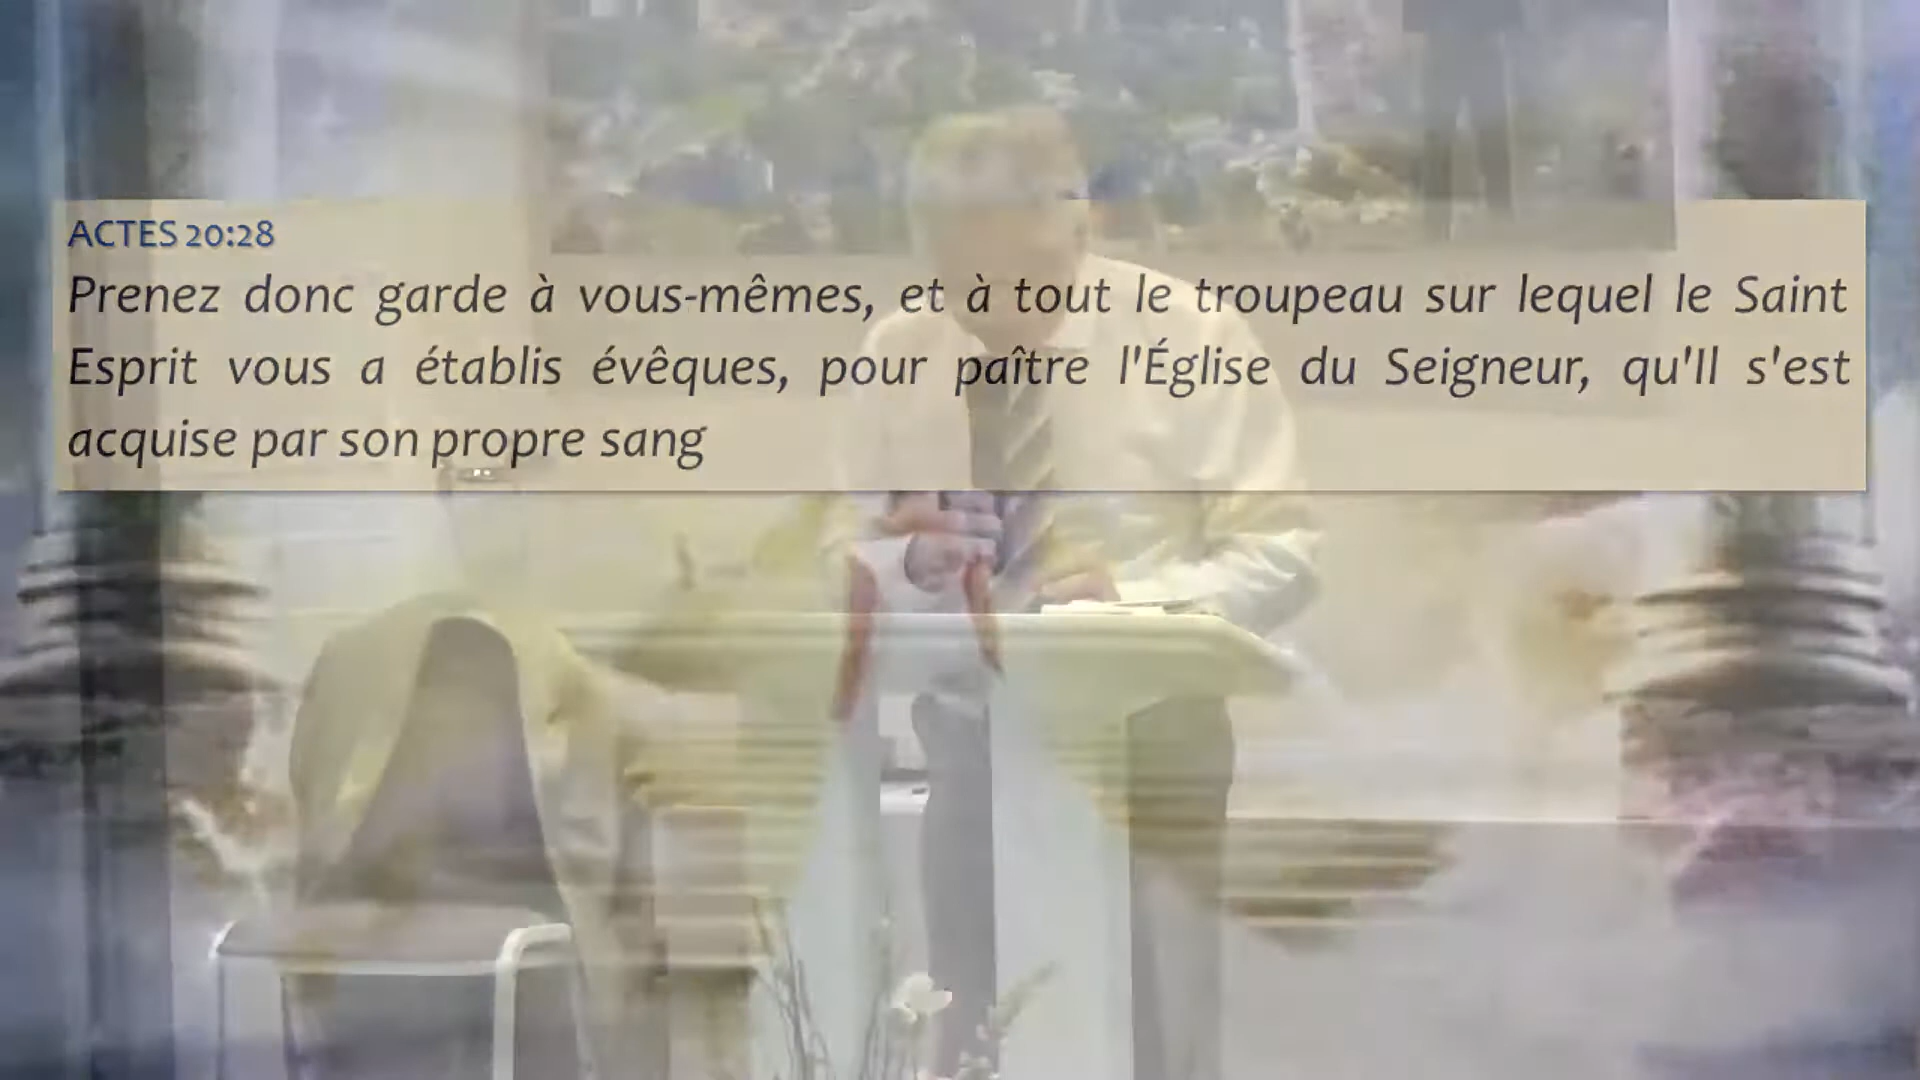 ACTES 20:28
Prenez donc garde à vous-mêmes, et à tout le troupeau sur lequel le Saint
Esprit vous a établis évêques, pour paître l'Église du Seigneur, qu'Il s'est
acquise par son propre sang